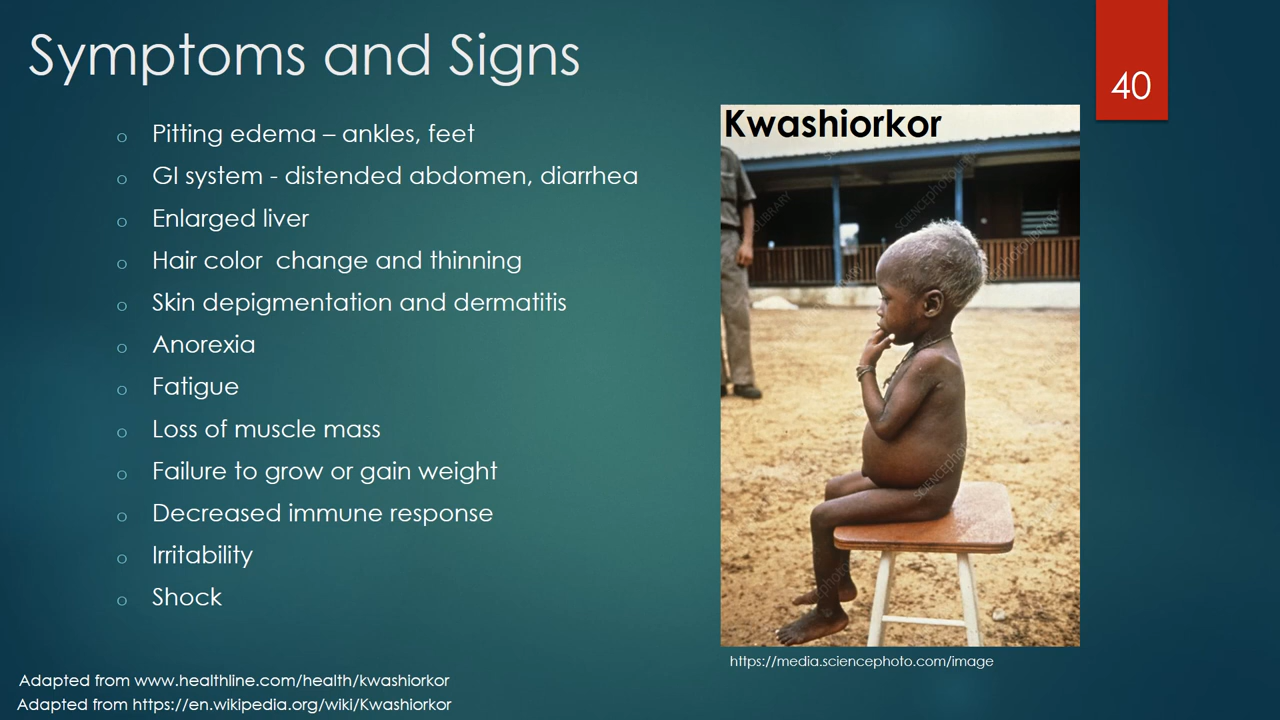 Symptoms and Signs
40
o Pitting edema – ankles, feet
o GI system - distended abdomen, diarrhea
o Enlarged liver
o Hair color  change and thinning
o Skin depigmentation and dermatitis
o Anorexia
o Fatigue
o Loss of muscle mass
o Failure to grow or gain weight
o Decreased immune response
o Irritability
o Shock
Kwashiorkor
https://media.sciencephoto.com/image
Adapted from www.healthline.com/health/kwashiorkor
Adapted from https://en.wikipedia.org/wiki/Kwashiorkor